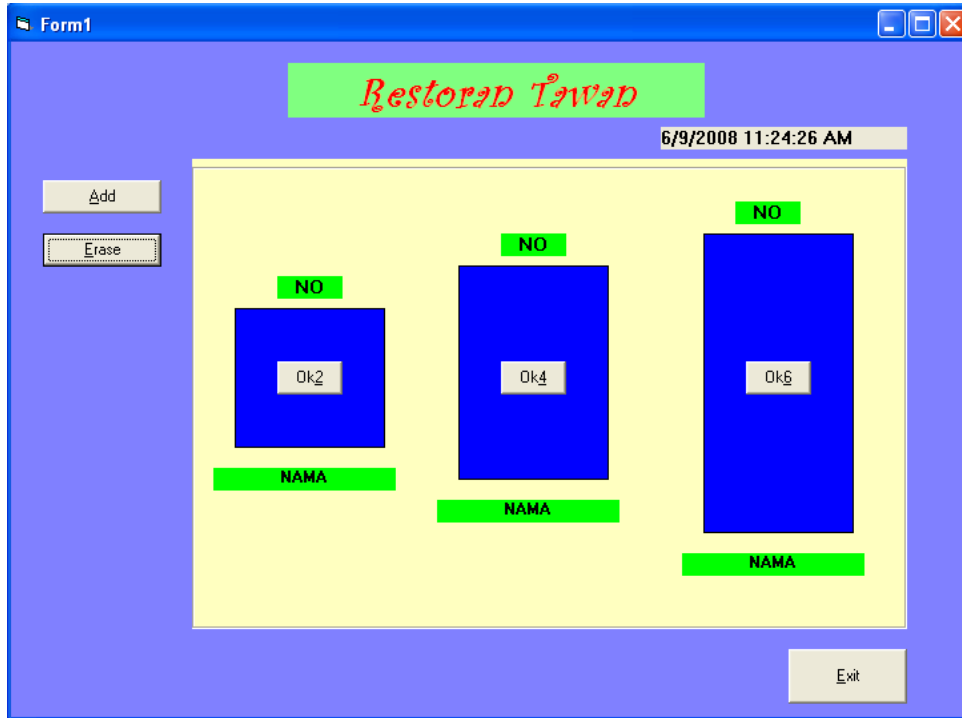 Form1
Restoran Tawan
6/9/2008 11:24:26 AM
Add
Erase
NO
NO
NO
Ok2
Ok4
Ok6
NAMA
NAMA
NAMA
Exit